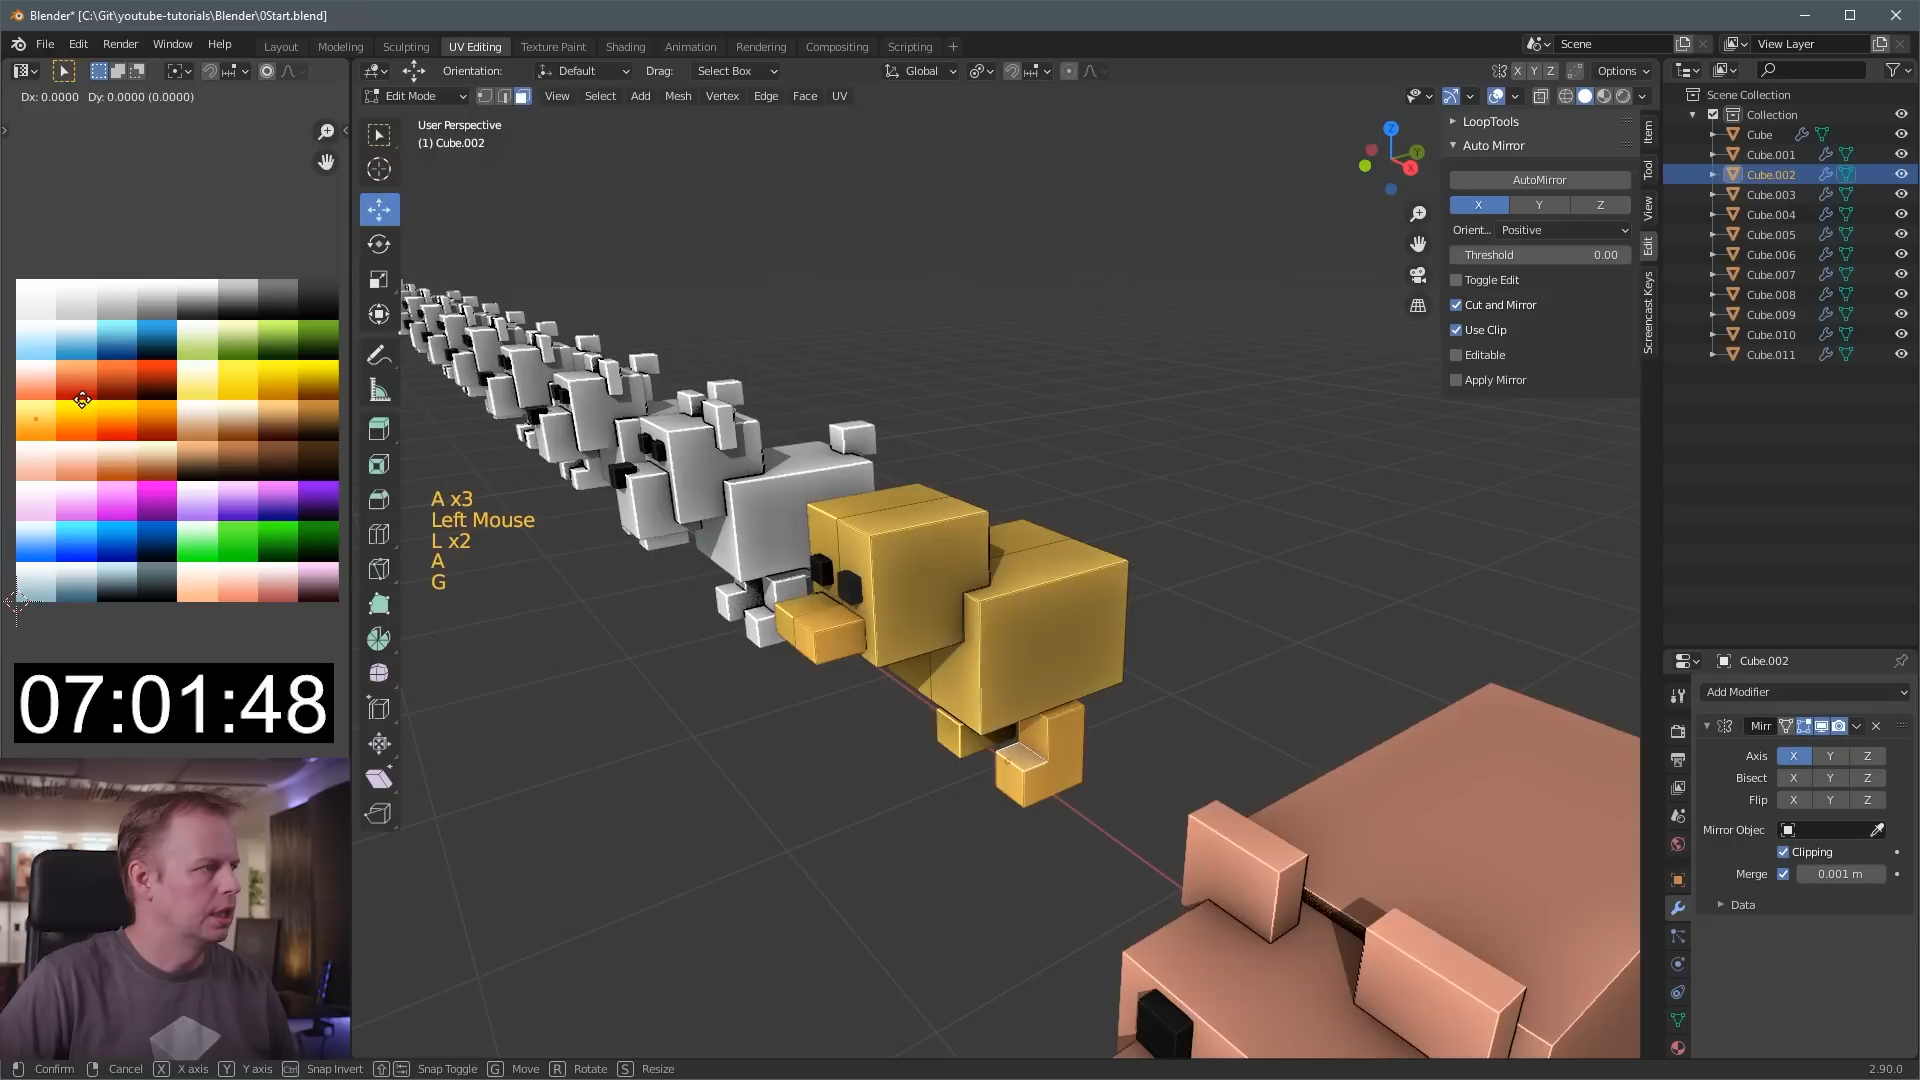 Blender* [C:\Git\youtube-tutorials\Blender\0Start.blend]
File Edit Render Window Help Layout Modeling Sculpting UV Editing Texture Paint Shading Animation Rendering Compositing Scripting + Scene View Layer
Orientation: Default Drag: Select Box Global X Y Z Options
Dx: 0.0000 Dy: 0.0000 (0.0000)
Edit Mode View Select Add Mesh Vertex Edge Face UV
User Perspective
(1) Cube.002
Z
Y
X
LoopTools
Auto Mirror
AutoMirror
X Y Z
Orient... Positive
Threshold 0.00
Toggle Edit
Cut and Mirror
Use Clip
Editable
Apply Mirror
Item
Tool
View
Edit
Screencast Keys
Scene Collection
Collection
Cube
Cube.001
Cube.002
Cube.003
Cube.004
Cube.005
Cube.006
Cube.007
Cube.008
Cube.009
Cube.010
Cube.011
A x3
Left Mouse
L x2
A
G
07:01:48
Cube.002
Add Modifier
Mirr
Axis X Y Z
Bisect X Y Z
Flip X Y Z
Mirror Objec
Clipping
Merge 0.001 m
Data
Confirm Cancel X X axis Y Y axis Ctrl Snap Invert Snap Toggle G Move R Rotate S Resize
2.90.0